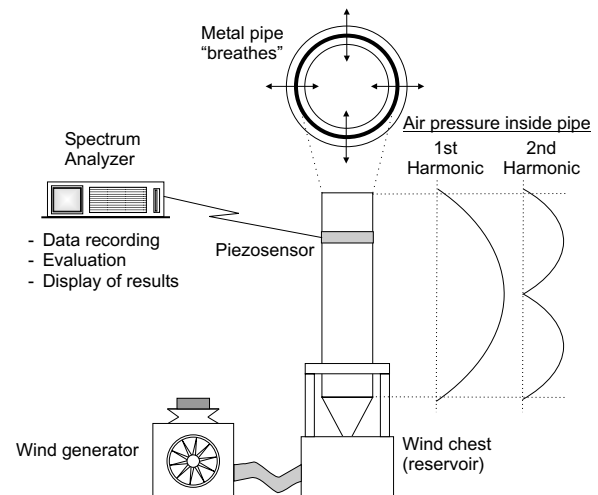 Metal pipe
“breathes”
Air pressure inside pipe
1st
Harmonic
2nd
Harmonic
Spectrum
Analyzer
- Data recording
- Evaluation
- Display of results
Piezosensor
Wind generator
Wind chest
(reservoir)